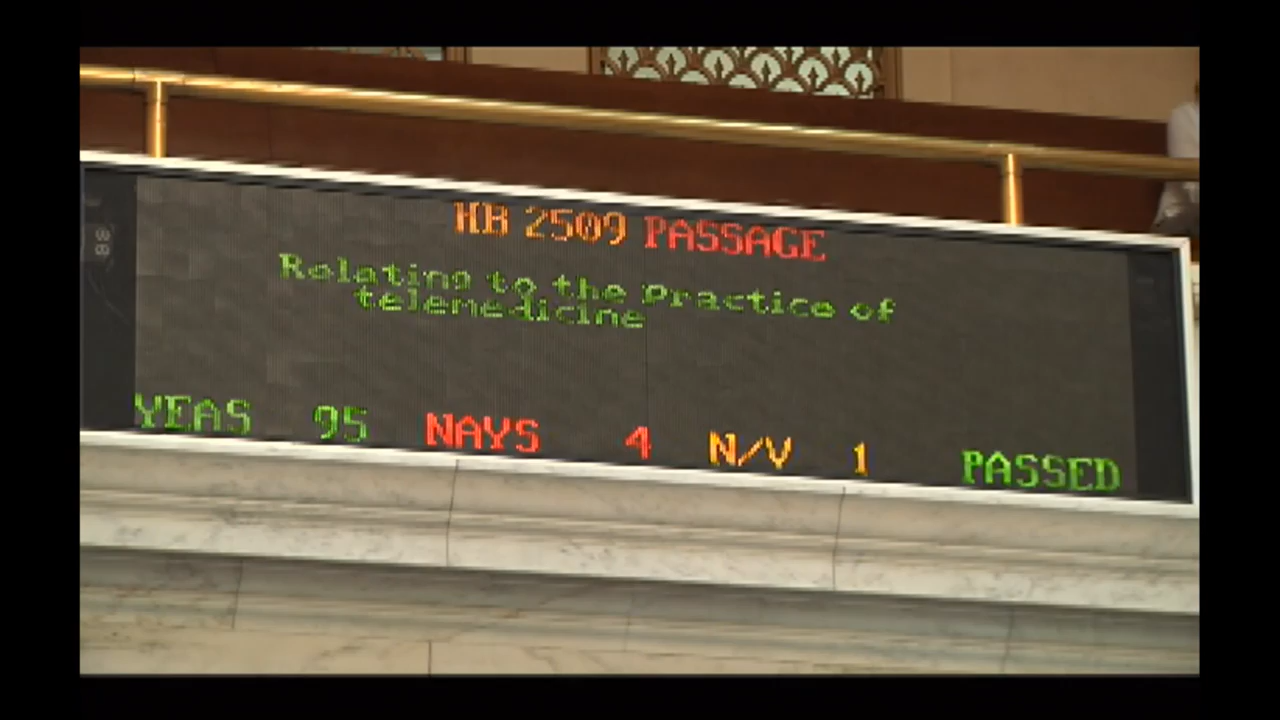 HB 2509 PASSAGE
Relating to the Practice of
telemedicine
YEAS 95 NAYS 4 N/V 1 PASSED